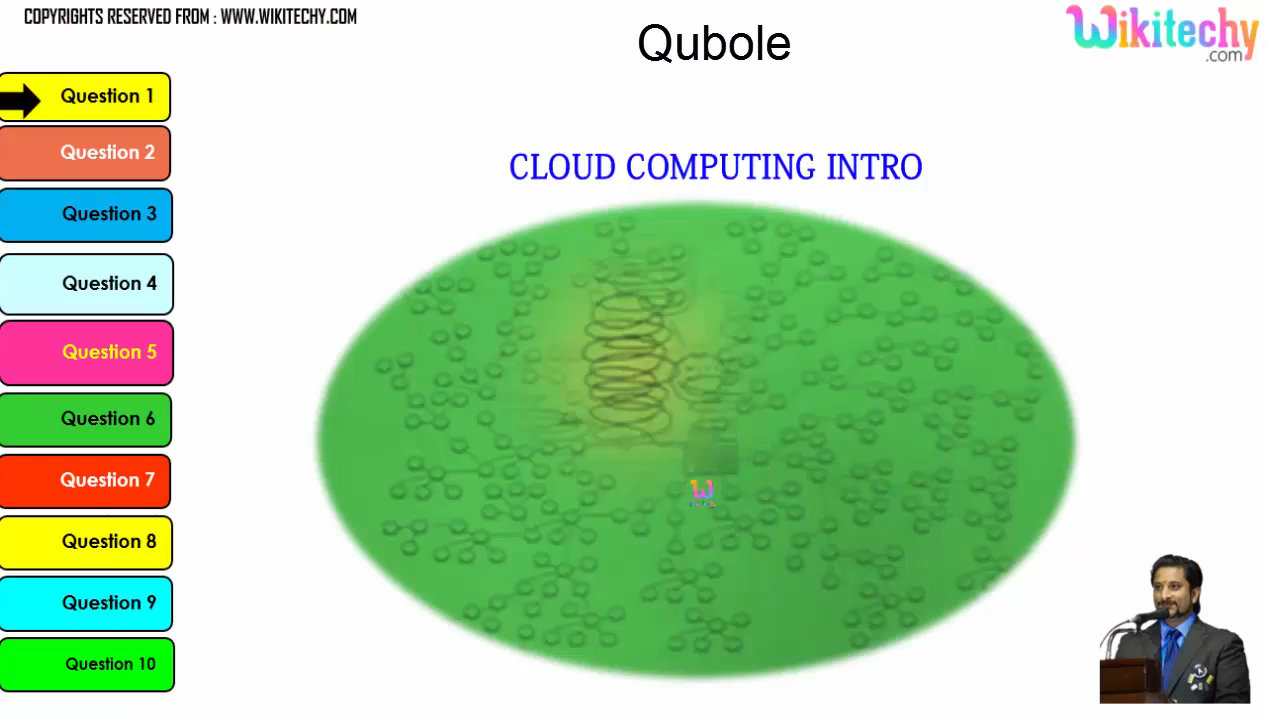 COPYRIGHTS RESERVED FROM : WWW.WIKITECHY.COM
Qubole
Wikitechy
.com
Question 1
Question 2
Question 3
Question 4
Question 5
Question 6
Question 7
Question 8
Question 9
Question 10
CLOUD COMPUTING INTRO
W